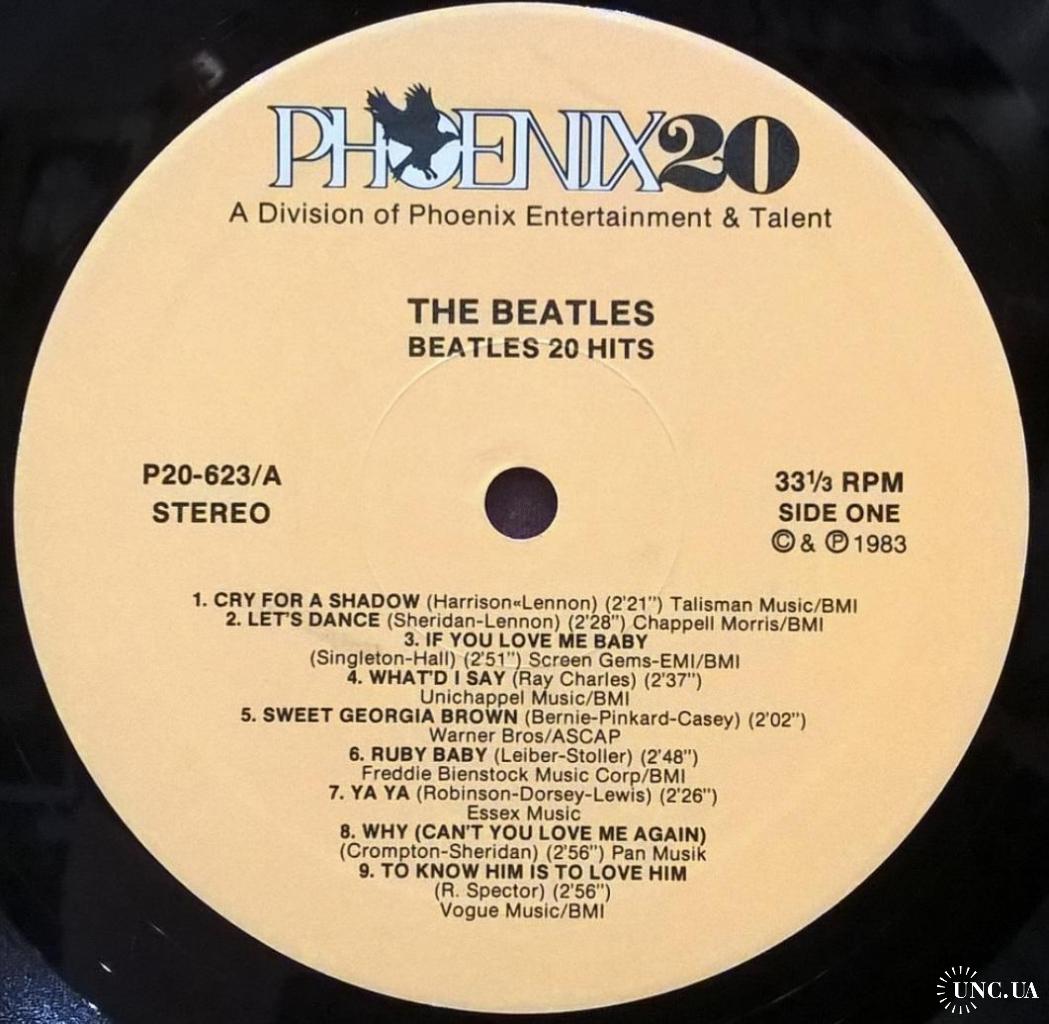 PHOENIX20
A Division of Phoenix Entertainment & Talent
THE BEATLES
BEATLES 20 HITS
P20-623/A
STEREO
33⅓ RPM
SIDE ONE
© & ℗ 1983
1. CRY FOR A SHADOW (Harrison«Lennon) (2'21") Talisman Music/BMI
2. LET'S DANCE (Sheridan-Lennon) (2'28") Chappell Morris/BMI
3. IF YOU LOVE ME BABY
(Singleton-Hall) (2'51") Screen Gems-EMI/BMI
4. WHAT'D I SAY (Ray Charles) (2'37")
Unichappel Music/BMI
5. SWEET GEORGIA BROWN (Bernie-Pinkard-Casey) (2'02")
Warner Bros/ASCAP
6. RUBY BABY (Leiber-Stoller) (2'48")
Freddie Bienstock Music Corp/BMI
7. YA YA (Robinson-Dorsey-Lewis) (2'26")
Essex Music
8. WHY (CAN'T YOU LOVE ME AGAIN)
(Crompton-Sheridan) (2'56") Pan Musik
9. TO KNOW HIM IS TO LOVE HIM
(R. Spector) (2'56")
Vogue Music/BMI
UNC.UA